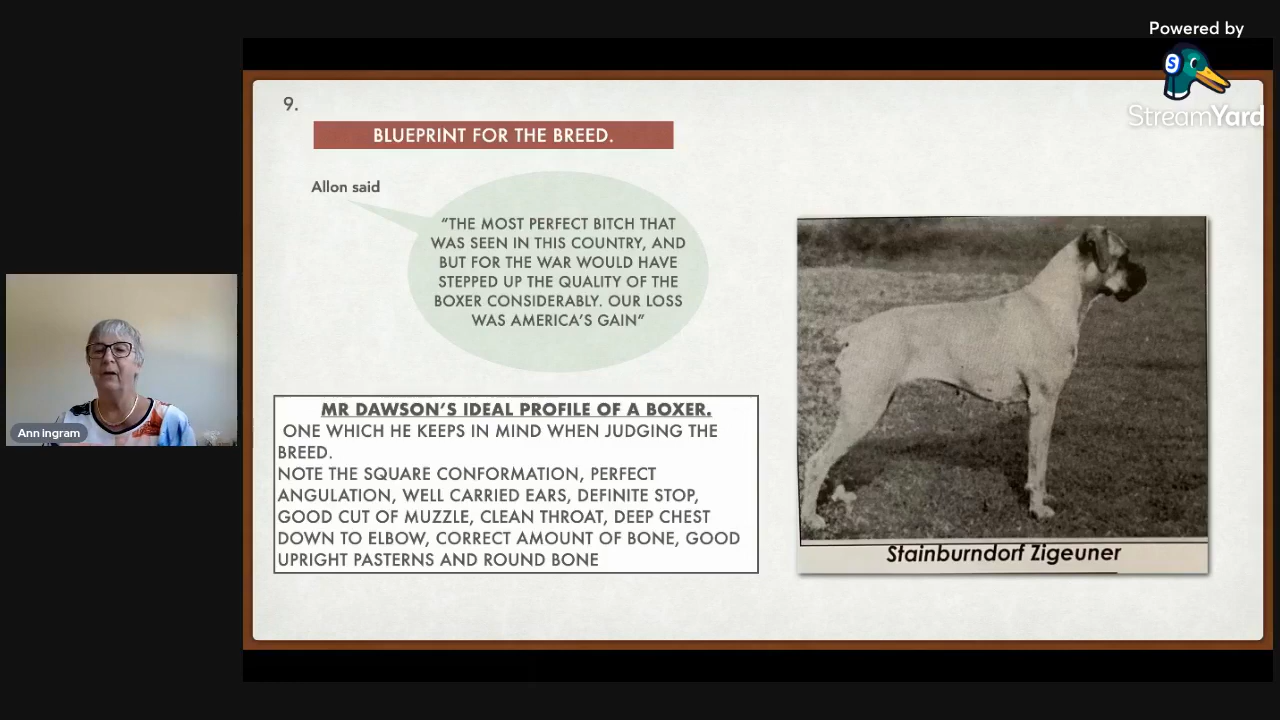 Powered by
StreamYard
9.
BLUEPRINT FOR THE BREED.
Allon said
“THE MOST PERFECT BITCH THAT
WAS SEEN IN THIS COUNTRY, AND
BUT FOR THE WAR WOULD HAVE
STEPPED UP THE QUALITY OF THE
BOXER CONSIDERABLY. OUR LOSS
WAS AMERICA’S GAIN”
MR DAWSON’S IDEAL PROFILE OF A BOXER.
ONE WHICH HE KEEPS IN MIND WHEN JUDGING THE
BREED.
NOTE THE SQUARE CONFORMATION, PERFECT
ANGULATION, WELL CARRIED EARS, DEFINITE STOP,
GOOD CUT OF MUZZLE, CLEAN THROAT, DEEP CHEST
DOWN TO ELBOW, CORRECT AMOUNT OF BONE, GOOD
UPRIGHT PASTERNS AND ROUND BONE
Stainburndorf Zigeuner
Ann Ingram